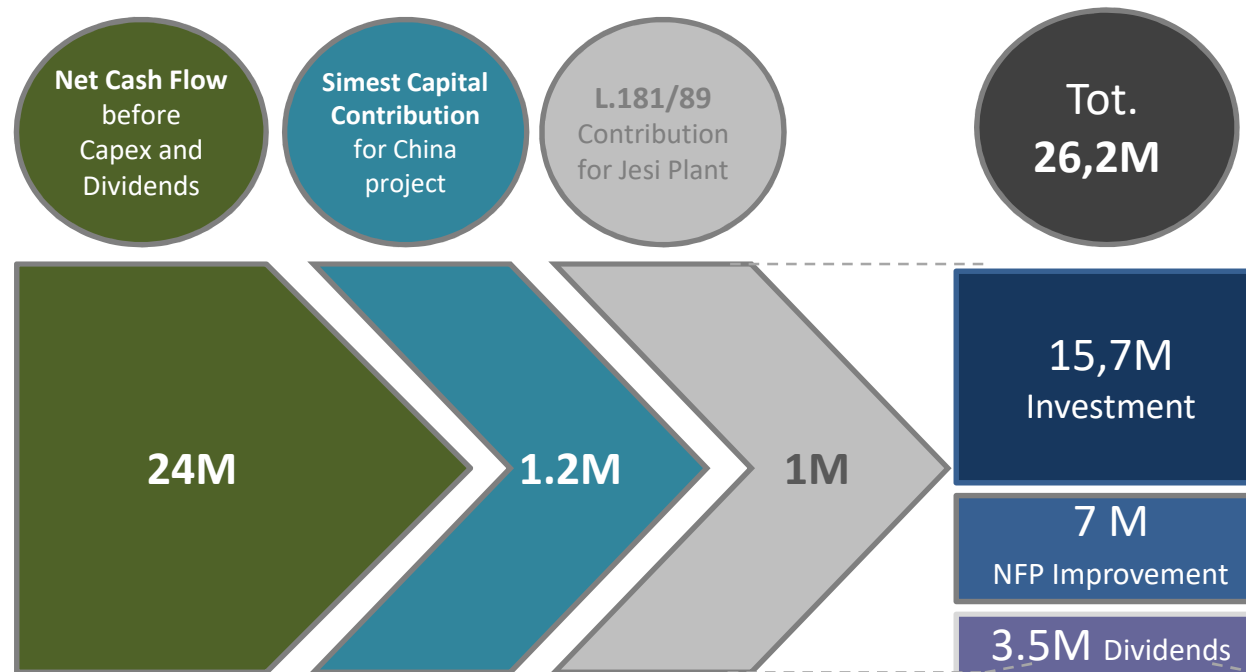 Net Cash Flow
before
Capex and
Dividends
Simest Capital
Contribution
for China
project
L.181/89
Contribution
for Jesi Plant
Tot.
26,2M
24M
1.2M
1M
15,7M
Investment
7 M
NFP Improvement
3.5M Dividends